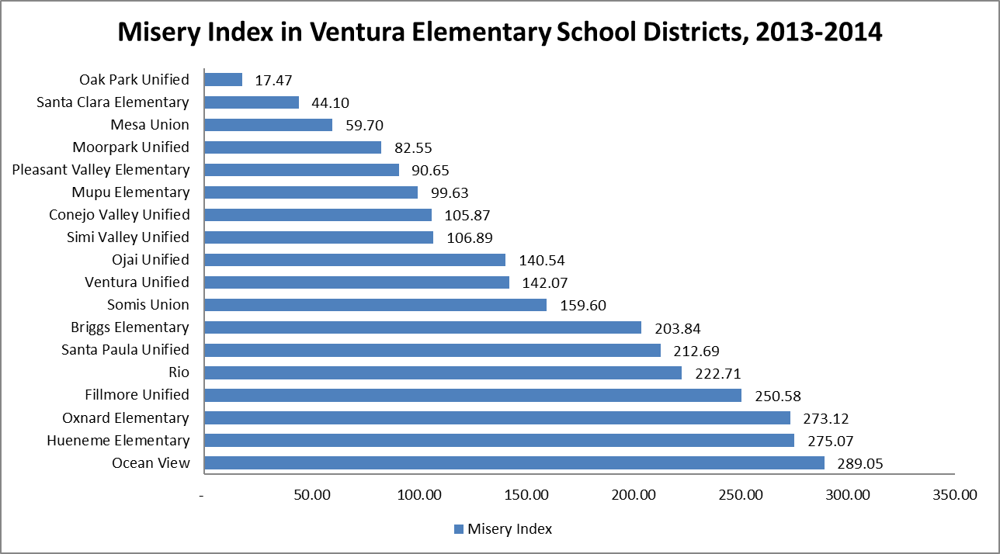 Misery Index in Ventura Elementary School Districts, 2013-2014
Oak Park Unified 17.47
Santa Clara Elementary 44.10
Mesa Union 59.70
Moorpark Unified 82.55
Pleasant Valley Elementary 90.65
Mupu Elementary 99.63
Conejo Valley Unified 105.87
Simi Valley Unified 106.89
Ojai Unified 140.54
Ventura Unified 142.07
Somis Union 159.60
Briggs Elementary 203.84
Santa Paula Unified 212.69
Rio 222.71
Fillmore Unified 250.58
Oxnard Elementary 273.12
Hueneme Elementary 275.07
Ocean View 289.05
- 50.00 100.00 150.00 200.00 250.00 300.00 350.00
Misery Index